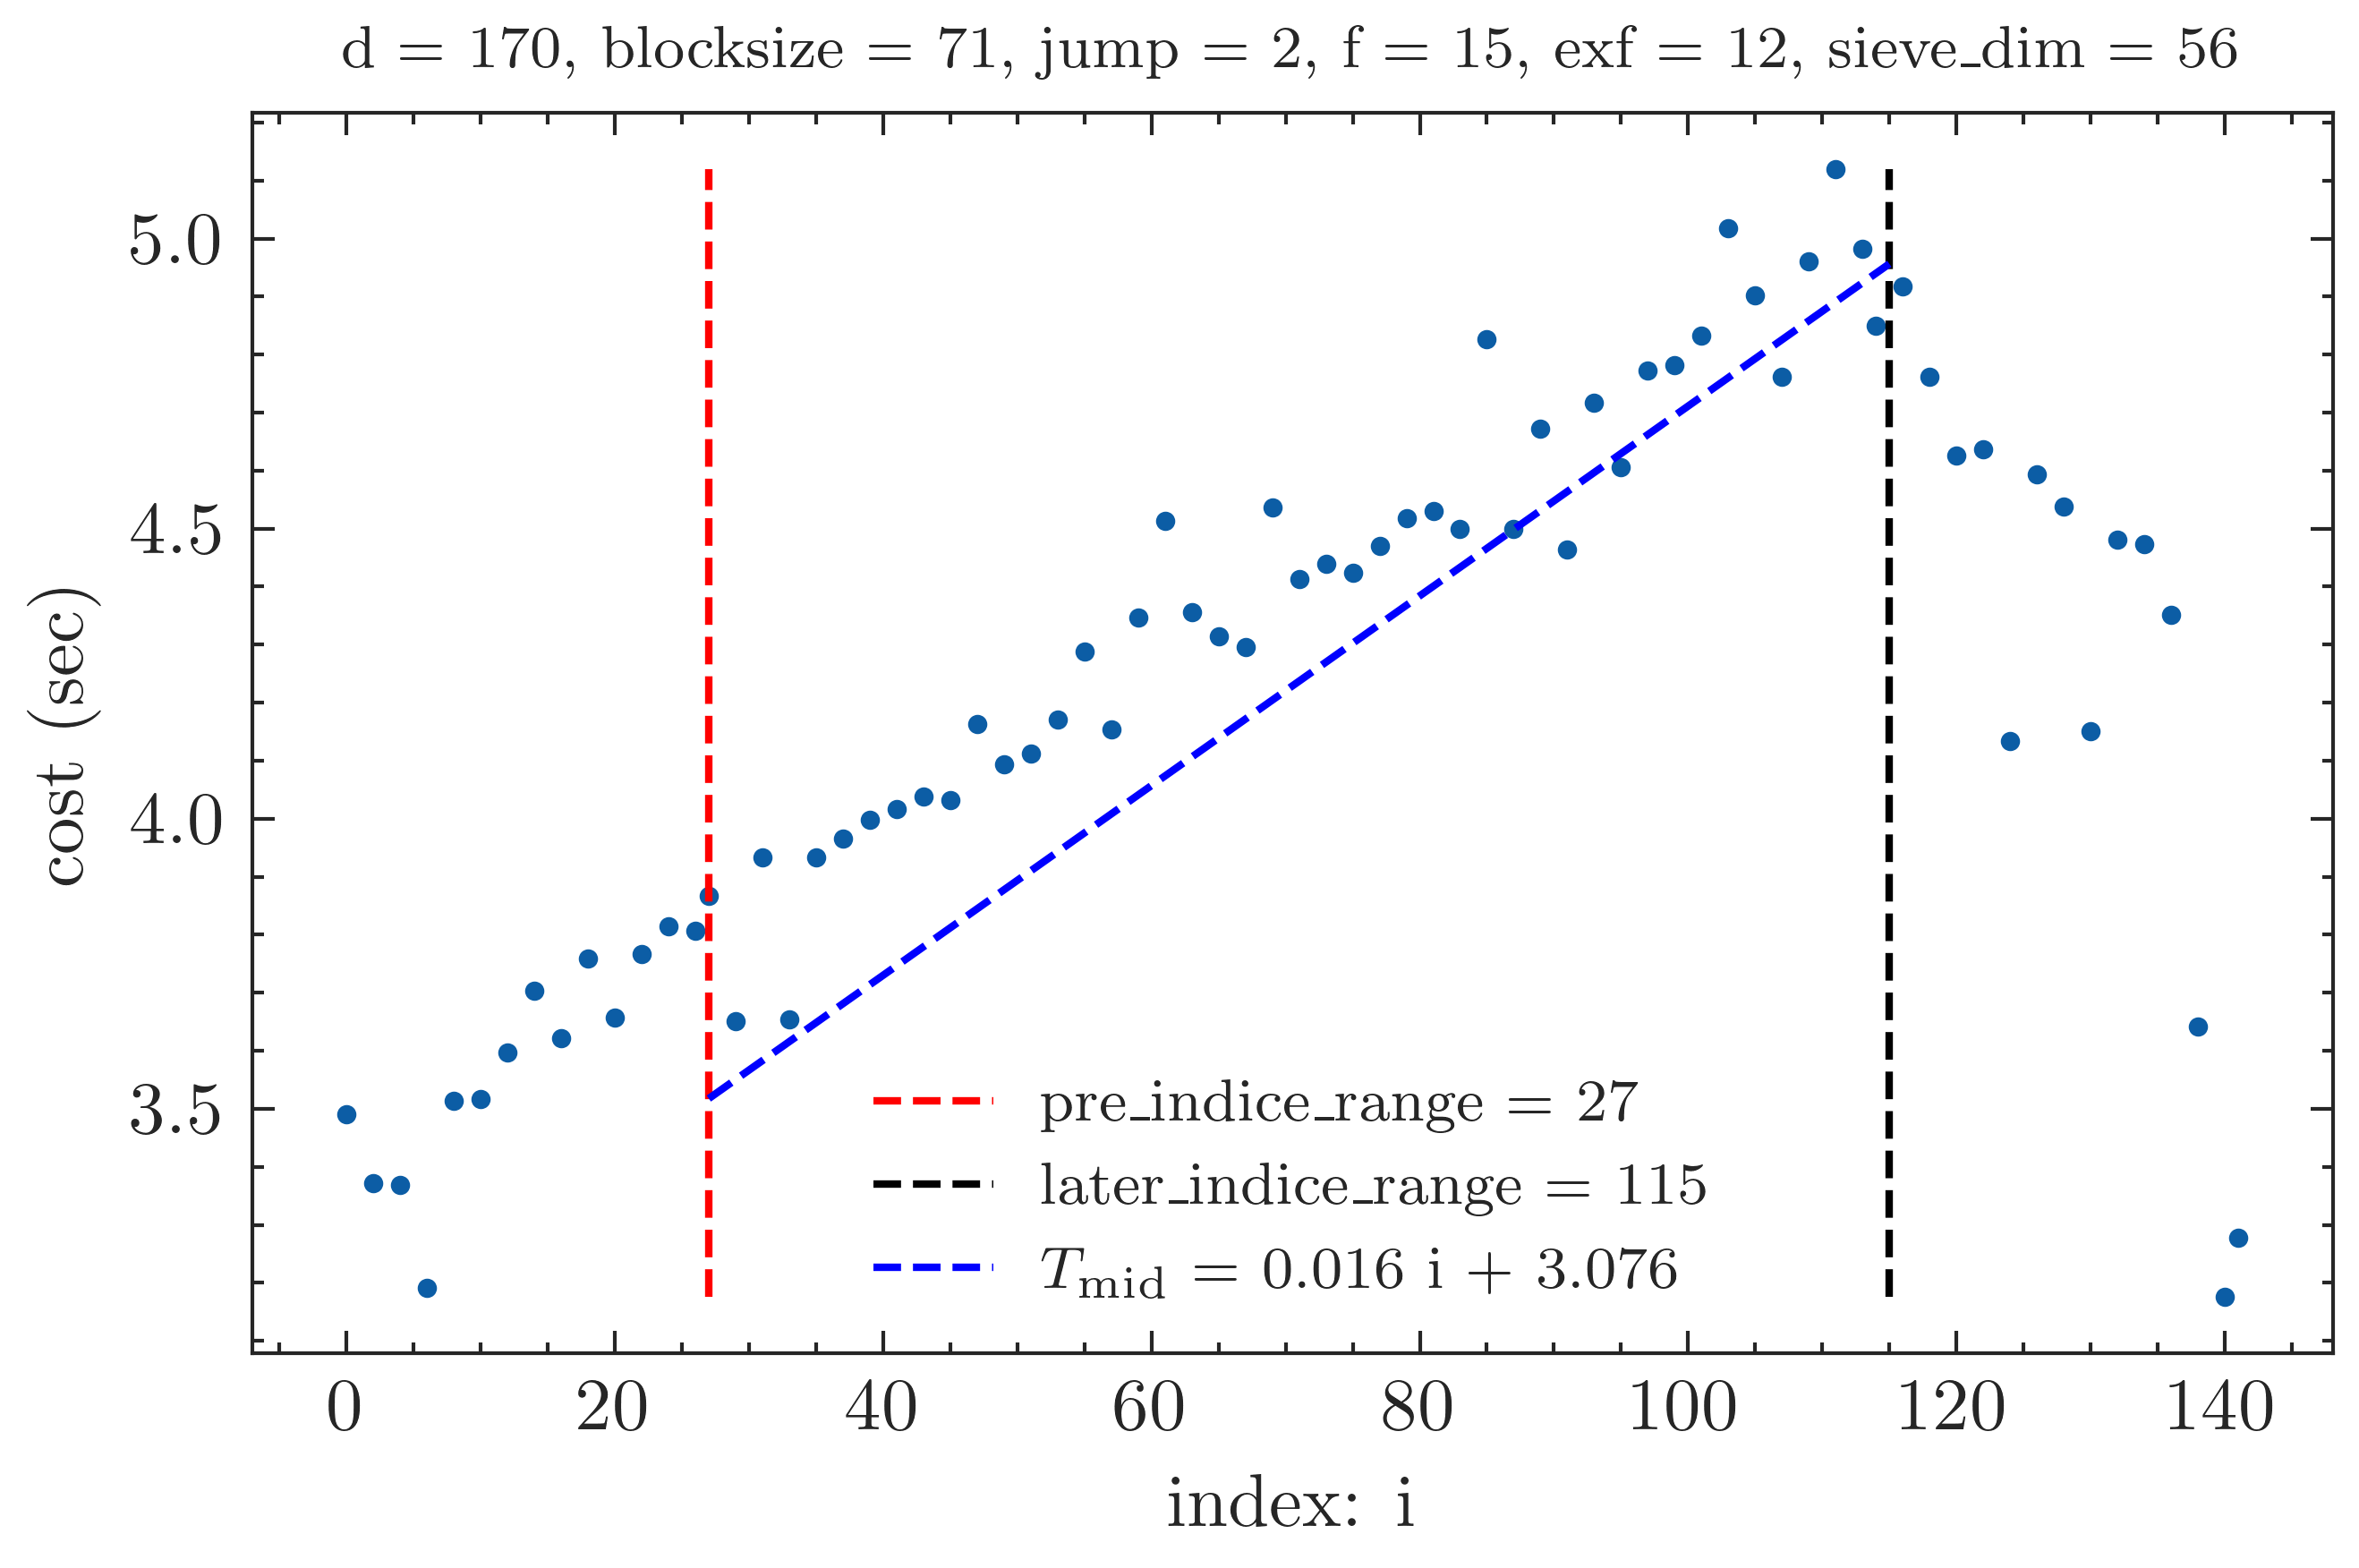 d = 170, blocksize = 71, jump = 2, f = 15, exf = 12, sieve_dim = 56
cost (sec)
5.0
4.5
4.0
3.5
pre_indice_range = 27
later_indice_range = 115
T_mid = 0.016 i + 3.076
0 20 40 60 80 100 120 140
index: i